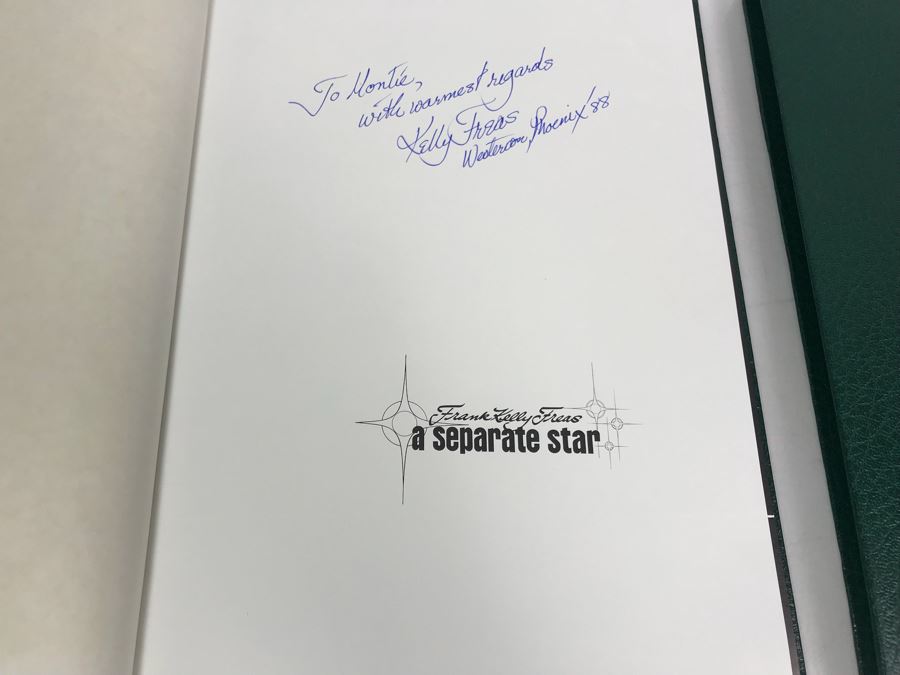 To Montie,
with warmest regards
Kelly Freas
Westercon, Phoenix '88
Frank Kelly Freas
a separate star